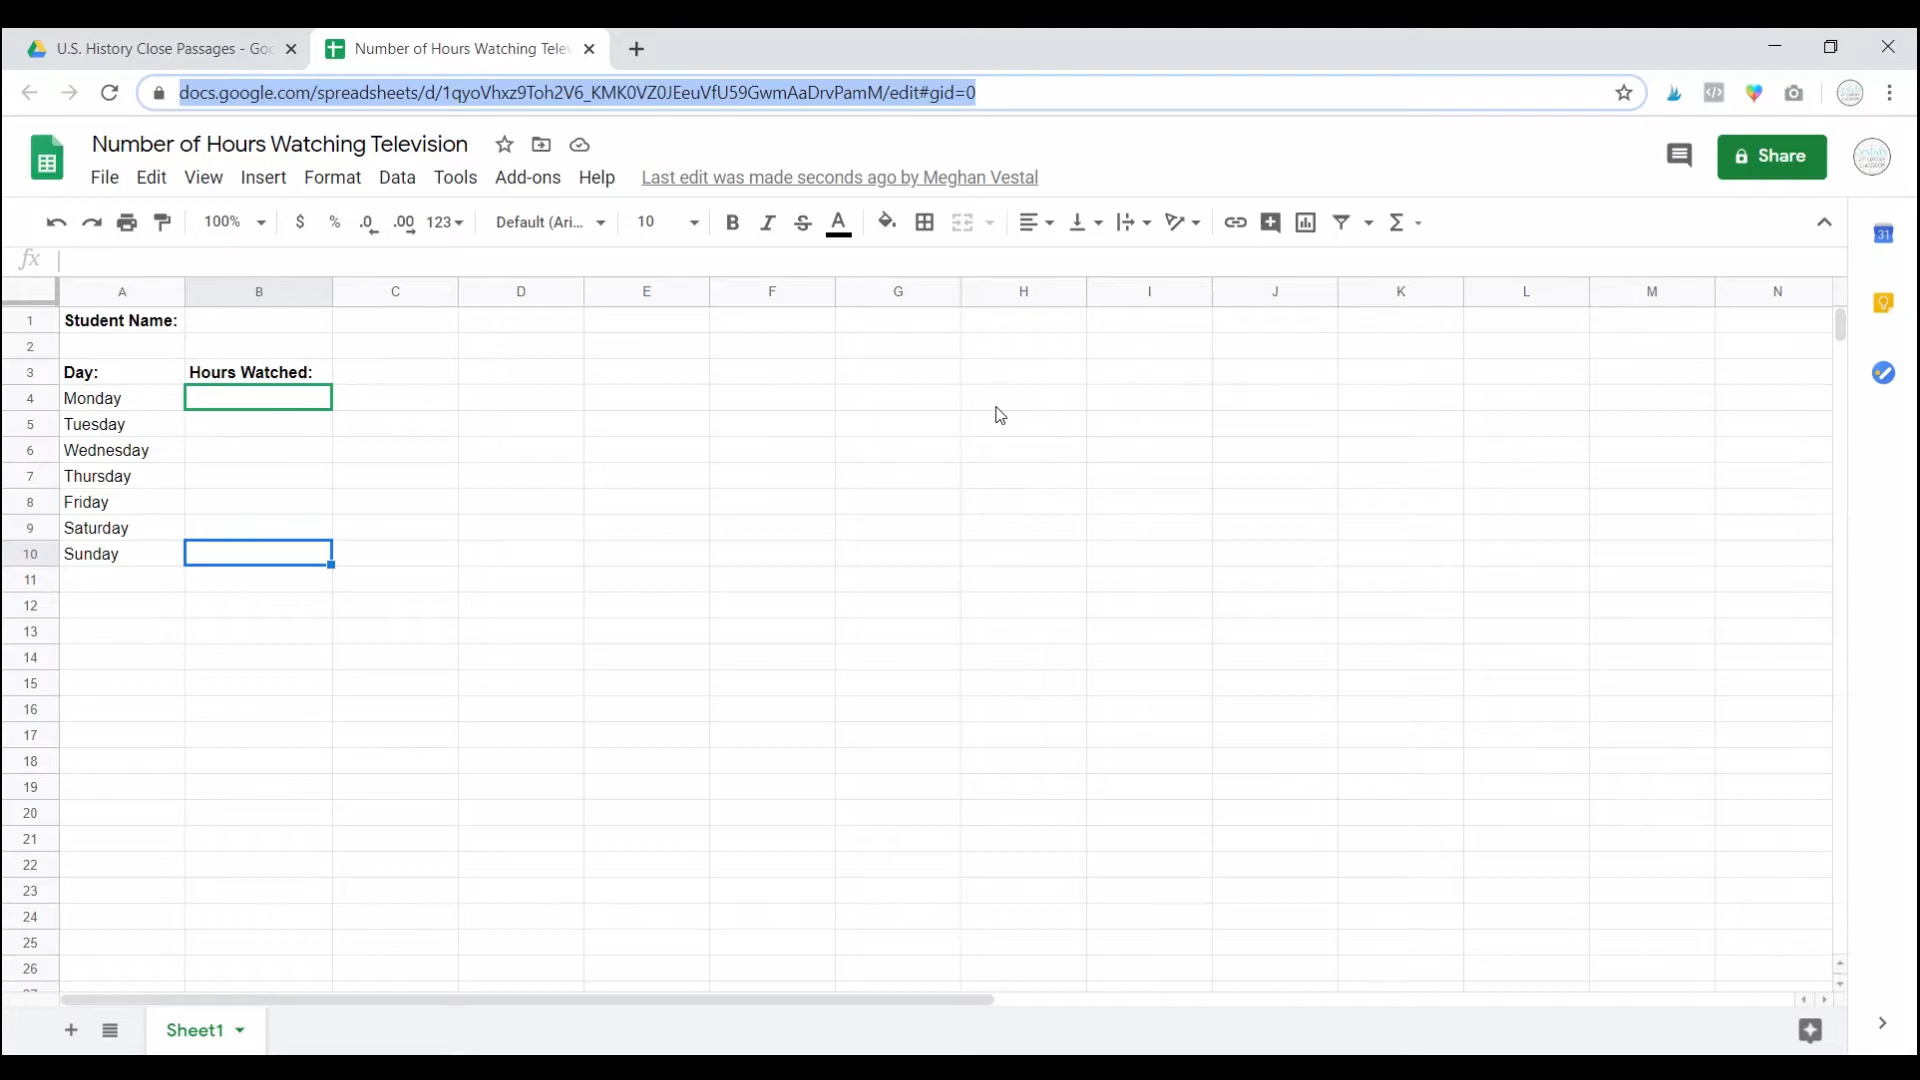 U.S. History Close Passages - Goo
Number of Hours Watching Telev
docs.google.com/spreadsheets/d/1qyoVhxz9Toh2V6_KMK0VZ0JEeuVfU59GwmAaDrvPamM/edit#gid=0
Number of Hours Watching Television
Share
File Edit View Insert Format Data Tools Add-ons Help Last edit was made seconds ago by Meghan Vestal
100% $ % .0 .00 123 Default (Ari... 10 B I S A Σ
31
fx
A B C D E F G H I J K L M N
1 Student Name:
2
3 Day: Hours Watched:
4 Monday
5 Tuesday
6 Wednesday
7 Thursday
8 Friday
9 Saturday
10 Sunday
11
12
13
14
15
16
17
18
19
20
21
22
23
24
25
26
Sheet1